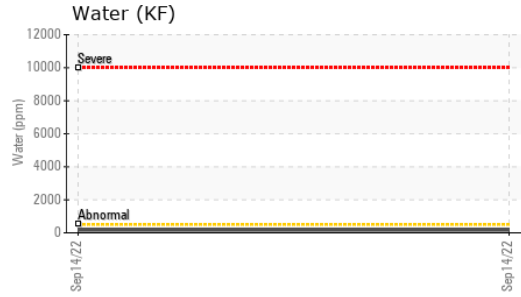 Water (KF)
12000
Severe
10000
8000
Water (ppm)
6000
4000
2000
Abnormal
0
Sep14/22
Sep14/22